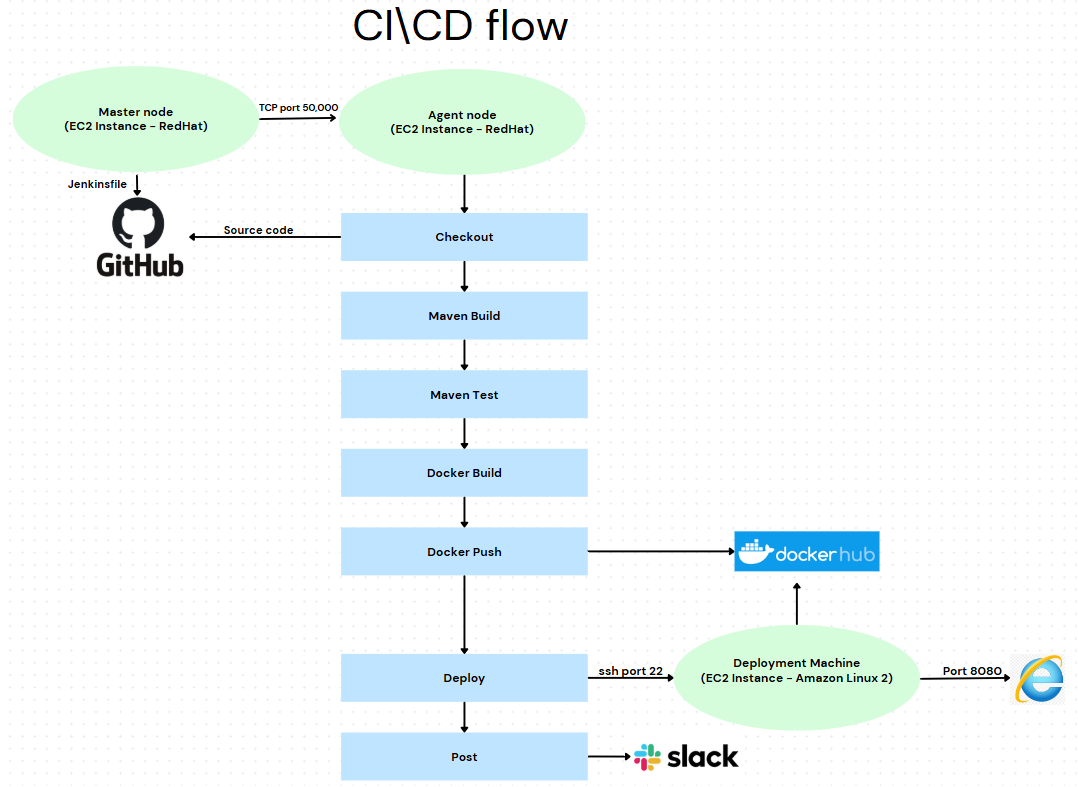 CI\CD flow
Master node
(EC2 Instance - RedHat)
TCP port 50,000
Agent node
(EC2 Instance - RedHat)
Jenkinsfile
GitHub
Source code
Checkout
Maven Build
Maven Test
Docker Build
Docker Push
docker hub
Deploy
ssh port 22
Deployment Machine
(EC2 Instance - Amazon Linux 2)
Port 8080
Post
slack